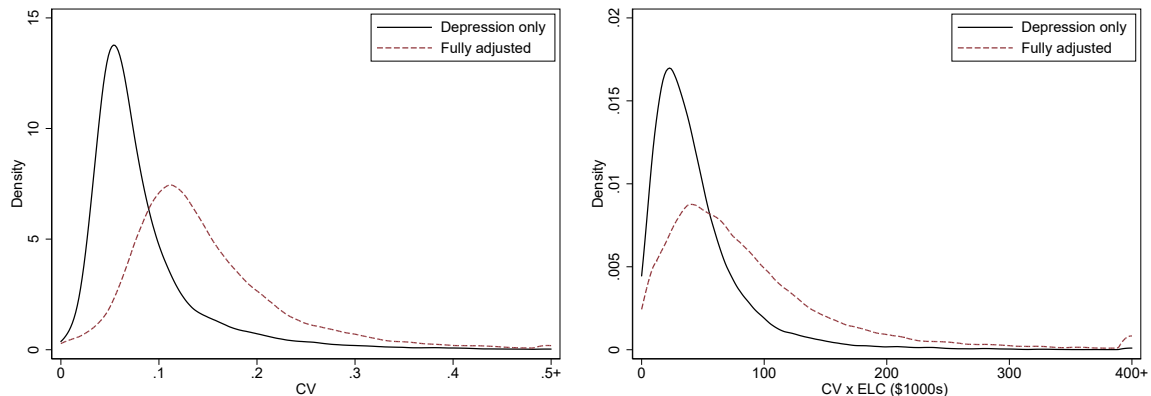 15
10
5
0
Density
Depression only
Fully adjusted
0 .1 .2 .3 .4 .5+
CV
.02
.015
.01
.005
0
Density
Depression only
Fully adjusted
0 100 200 300 400+
CV x ELC ($1000s)